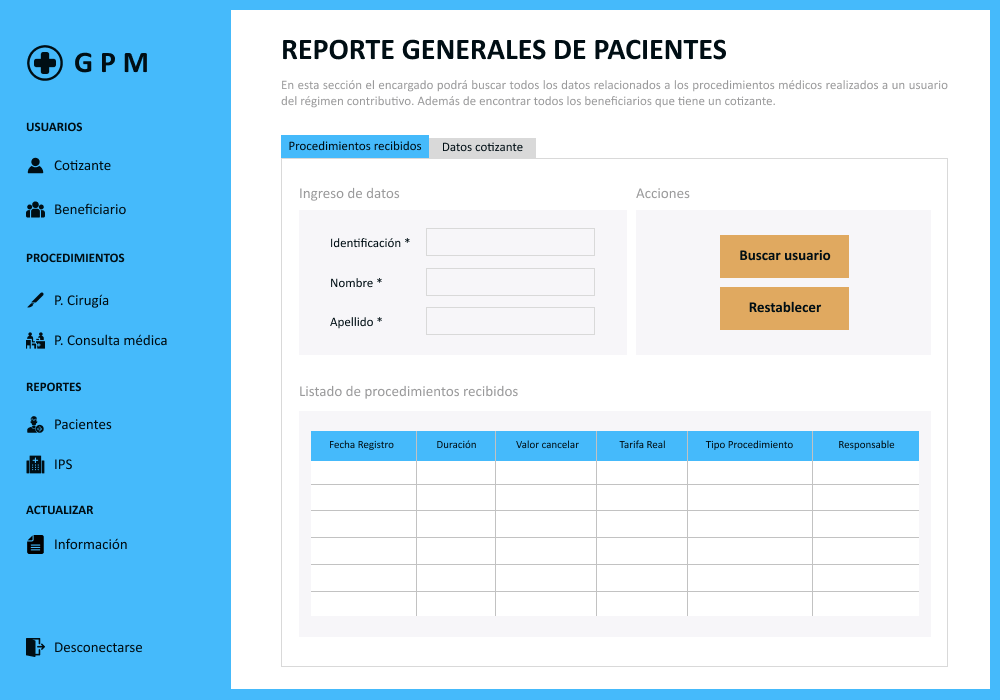 GPM
USUARIOS
Cotizante
Beneficiario
PROCEDIMIENTOS
P. Cirugía
P. Consulta médica
REPORTES
Pacientes
IPS
ACTUALIZAR
Información
Desconectarse
REPORTE GENERALES DE PACIENTES
En esta sección el encargado podrá buscar todos los datos relacionados a los procedimientos médicos realizados a un usuario
del régimen contributivo. Además de encontrar todos los beneficiarios que tiene un cotizante.
Procedimientos recibidos Datos cotizante
Ingreso de datos
Identificación *
Nombre *
Apellido *
Acciones
Buscar usuario
Restablecer
Listado de procedimientos recibidos
Fecha Registro Duración Valor cancelar Tarifa Real Tipo Procedimiento Responsable